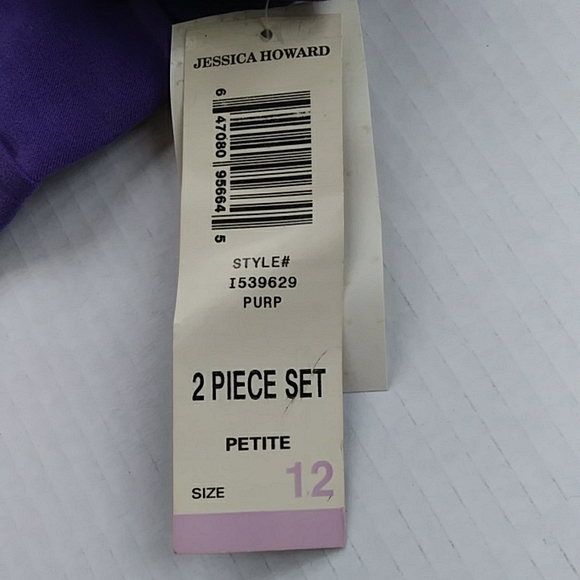 JESSICA HOWARD
6 47080 95664 5
STYLE#
I539629
PURP
2 PIECE SET
PETITE
SIZE 12